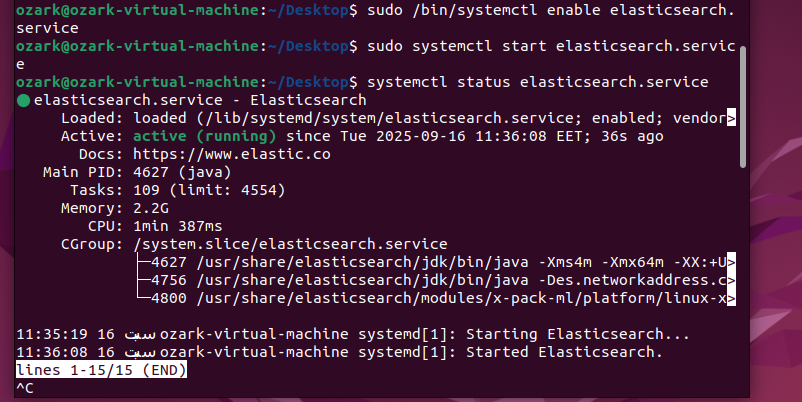 ozark@ozark-virtual-machine:~/Desktop$ sudo /bin/systemctl enable elasticsearch.
service
ozark@ozark-virtual-machine:~/Desktop$ sudo systemctl start elasticsearch.servic
e
ozark@ozark-virtual-machine:~/Desktop$ systemctl status elasticsearch.service
● elasticsearch.service - Elasticsearch
Loaded: loaded (/lib/systemd/system/elasticsearch.service; enabled; vendor>
Active: active (running) since Tue 2025-09-16 11:36:08 EET; 36s ago
Docs: https://www.elastic.co
Main PID: 4627 (java)
Tasks: 109 (limit: 4554)
Memory: 2.2G
CPU: 1min 387ms
CGroup: /system.slice/elasticsearch.service
├─4627 /usr/share/elasticsearch/jdk/bin/java -Xms4m -Xmx64m -XX:+U>
├─4756 /usr/share/elasticsearch/jdk/bin/java -Des.networkaddress.c>
└─4800 /usr/share/elasticsearch/modules/x-pack-ml/platform/linux-x>
11:35:19 16 سبت ozark-virtual-machine systemd[1]: Starting Elasticsearch...
11:36:08 16 سبت ozark-virtual-machine systemd[1]: Started Elasticsearch.
lines 1-15/15 (END)
^C